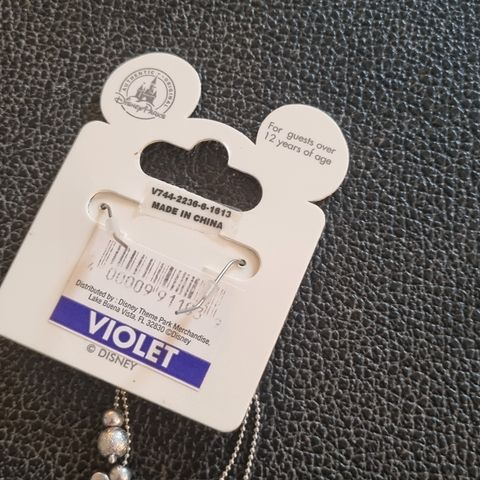 AUTHENTIC ORIGINAL
Disney Parks
For guests over
12 years of age
V744-2236-6-1613
MADE IN CHINA
Distributed by : Disney Theme Park Merchandise,
Lake Buena Vista, FL 32830 ©Disney
VIOLET
© DISNEY